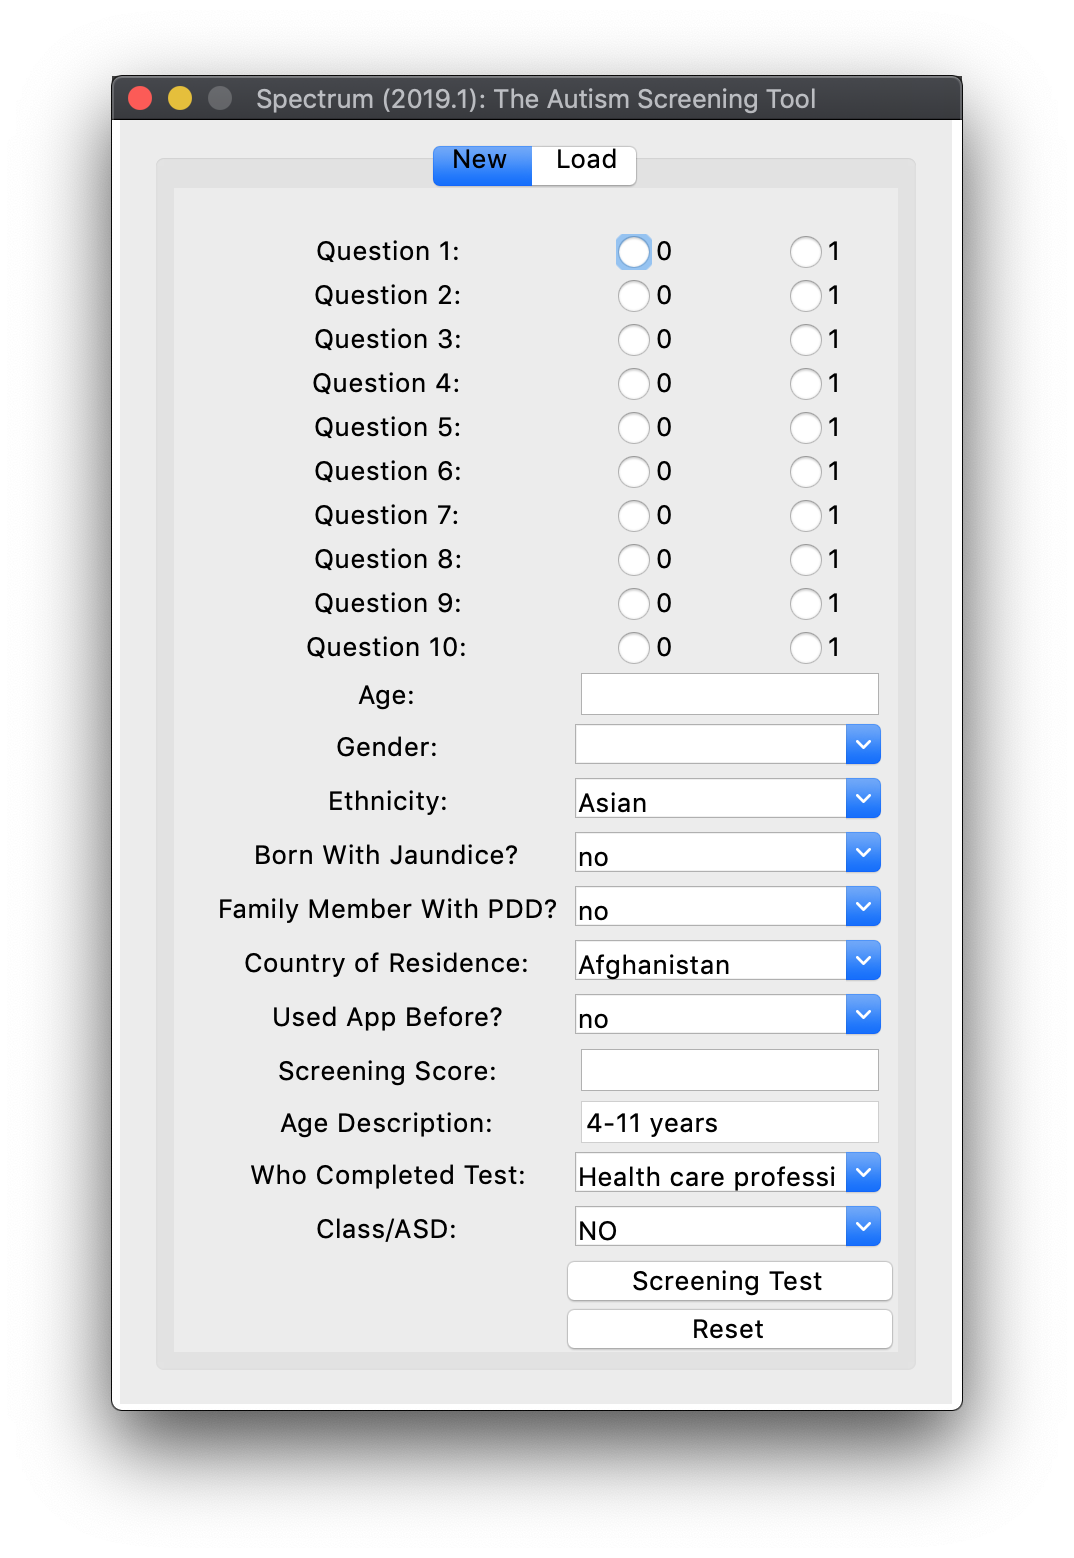 Spectrum (2019.1): The Autism Screening Tool
New Load
Question 1: 0 1
Question 2: 0 1
Question 3: 0 1
Question 4: 0 1
Question 5: 0 1
Question 6: 0 1
Question 7: 0 1
Question 8: 0 1
Question 9: 0 1
Question 10: 0 1
Age:
Gender:
Ethnicity: Asian
Born With Jaundice? no
Family Member With PDD? no
Country of Residence: Afghanistan
Used App Before? no
Screening Score:
Age Description: 4-11 years
Who Completed Test: Health care professi
Class/ASD: NO
Screening Test
Reset